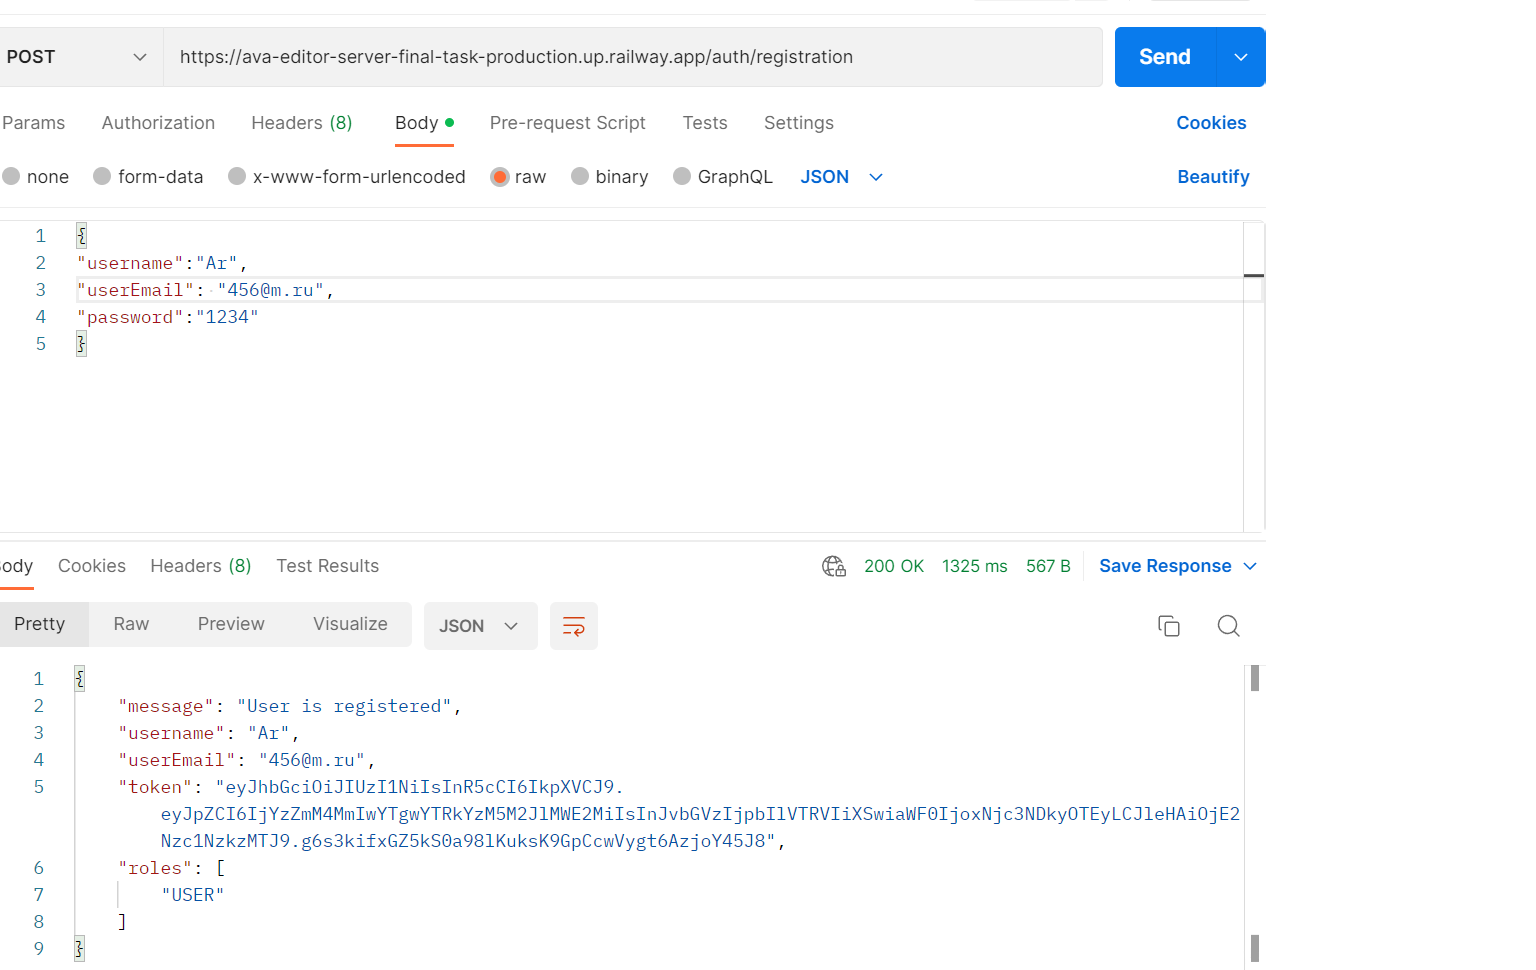 POST https://ava-editor-server-final-task-production.up.railway.app/auth/registration Send
Params Authorization Headers (8) Body Pre-request Script Tests Settings Cookies
none form-data x-www-form-urlencoded raw binary GraphQL JSON Beautify
1 {
2 "username":"Ar",
3 "userEmail": "456@m.ru",
4 "password":"1234"
5 }
ody Cookies Headers (8) Test Results 200 OK 1325 ms 567 B Save Response
Pretty Raw Preview Visualize JSON
1 {
2 "message": "User is registered",
3 "username": "Ar",
4 "userEmail": "456@m.ru",
5 "token": "eyJhbGciOiJIUzI1NiIsInR5cCI6IkpXVCJ9.
eyJpZCI6IjYzZmM4MmIwYTgwYTRkYzM5M2JlMWE2MiIsInJvbGVzIjpbIlVTRVIiXSwiaWF0IjoxNjc3NDkyOTEyLCJleHAiOjE2
Nzc1NzkzMTJ9.g6s3kifxGZ5kS0a98lKuksK9GpCcwVygt6AzjoY45J8",
6 "roles": [
7 "USER"
8 ]
9 }